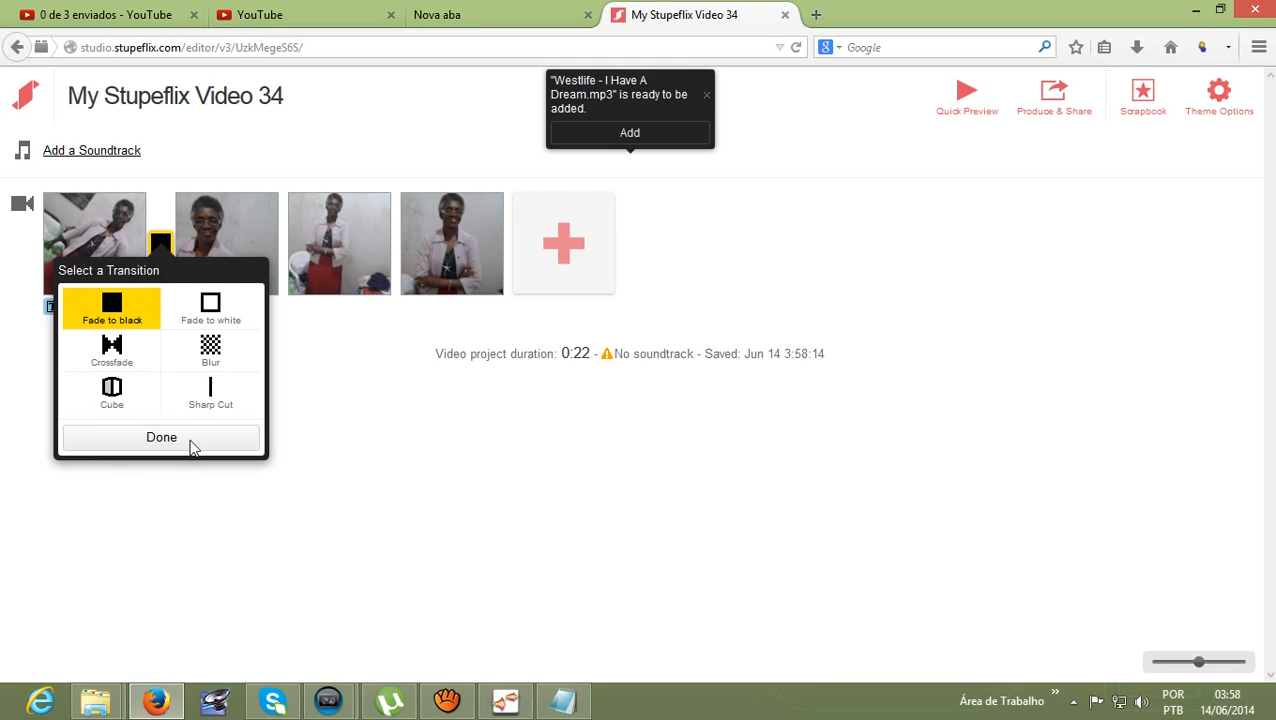 0 de 3 enviados - YouTube
YouTube
Nova aba
My Stupeflix Video 34
studio.stupeflix.com/editor/v3/UzkMegeS6S/
Google
My Stupeflix Video 34
"Westlife - I Have A
Dream.mp3" is ready to be
added.
Add
Quick Preview
Produce & Share
Scrapbook
Theme Options
Add a Soundtrack
Select a Transition
Fade to black
Fade to white
Crossfade
Blur
Cube
Sharp Cut
Done
Video project duration: 0:22 - No soundtrack - Saved: Jun 14 3:58:14
Área de Trabalho
POR
PTB
03:58
14/06/2014